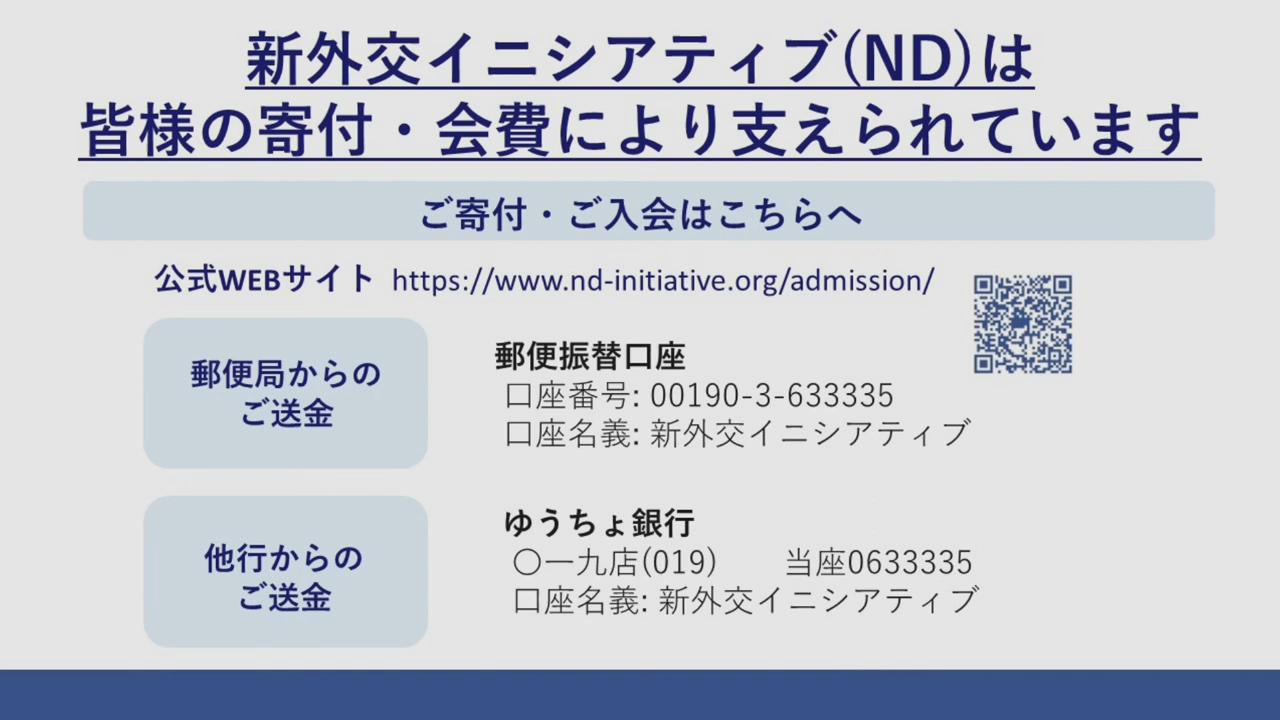 新外交イニシアティブ(ND)は
皆様の寄付・会費により支えられています
ご寄付・ご入会はこちらへ
公式WEBサイト https://www.nd-initiative.org/admission/
郵便局からの
ご送金
郵便振替口座
口座番号: 00190-3-633335
口座名義: 新外交イニシアティブ
他行からの
ご送金
ゆうちょ銀行
〇一九店(019) 当座0633335
口座名義: 新外交イニシアティブ